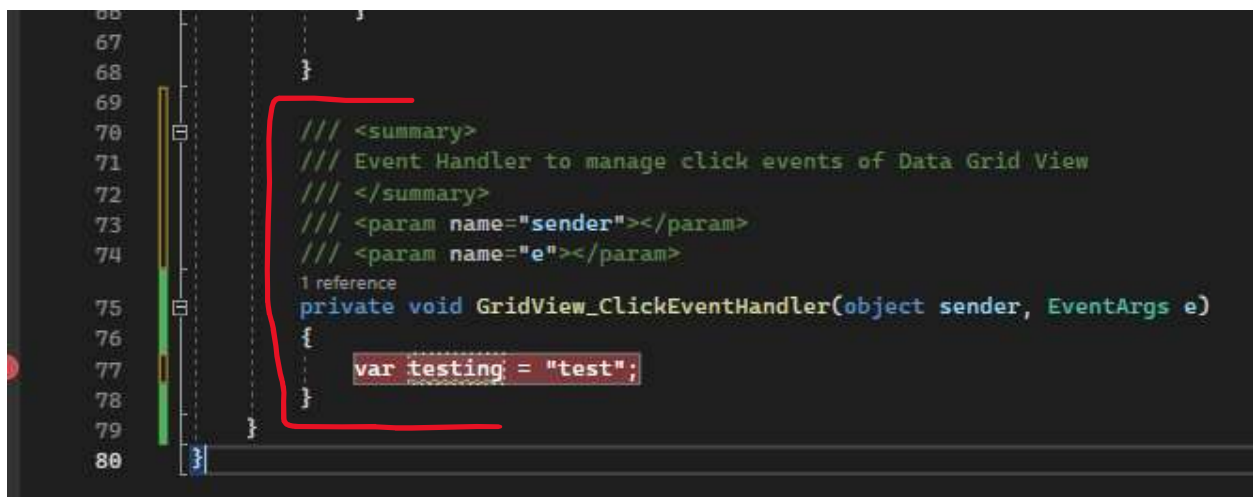 66 }
67
68 }
69
70 /// <summary>
71 /// Event Handler to manage click events of Data Grid View
72 /// </summary>
73 /// <param name="sender"></param>
74 /// <param name="e"></param>
1 reference
75 private void GridView_ClickEventHandler(object sender, EventArgs e)
76 {
77 var testing = "test";
78 }
79 }
80 }